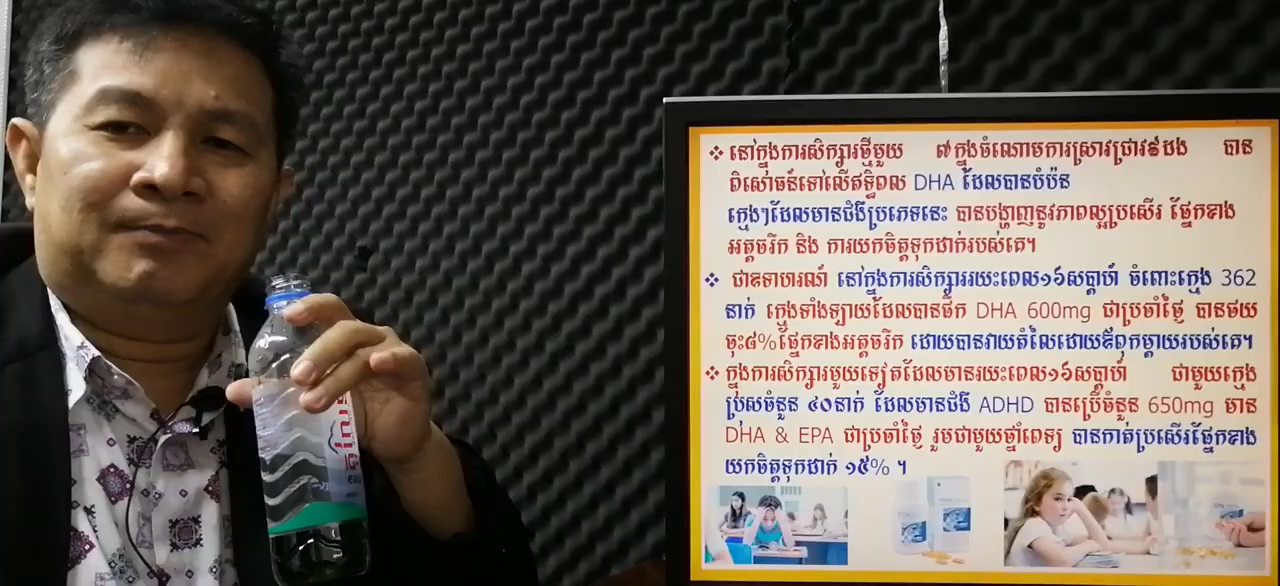 ❖ នៅក្នុងការសិក្សារថ្មីមួយ ៧ក្នុងចំណោមការស្រាវជ្រាវ៩ដង បាន
ពិសោធន៍ទៅលើឥទ្ធិពល DHA ដែលបានបំប៉ន
ក្មេងៗដែលមានជំងឺប្រភេទនេះ បានបង្ហាញនូវភាពល្អប្រសើរ ផ្នែកខាង
អត្តចរឹក និង ការយកចិត្តទុកដាក់របស់គេ។
❖ ជាឧទាហរណ៍ នៅក្នុងការសិក្សារយះពេល១៦សប្តាហ៍ ចំពោះក្មេង 362
នាក់ ក្មេងទាំងឡាយដែលបានផឹក DHA 600mg ជាប្រចាំថ្ងៃ បានថយ
ចុះ៨%ផ្នែកខាងអត្តចរឹក ដោយបានវាយតំលៃដោយឪពុកម្តាយរបស់គេ។
❖ ក្នុងការសិក្សារមួយទៀតដែលមានរយះពេល១៦សប្តាហ៍ ជាមួយក្មេង
ប្រុសចំនួន ៤០នាក់ ដែលមានជំងឺ ADHD បានប្រើចំនួន 650mg មាន
DHA & EPA ជាប្រចាំថ្ងៃ រួមជាមួយថ្នាំពេទ្យ បានកាត់ប្រសើរផ្នែកខាង
យកចិត្តទុកដាក់ ១៥% ។